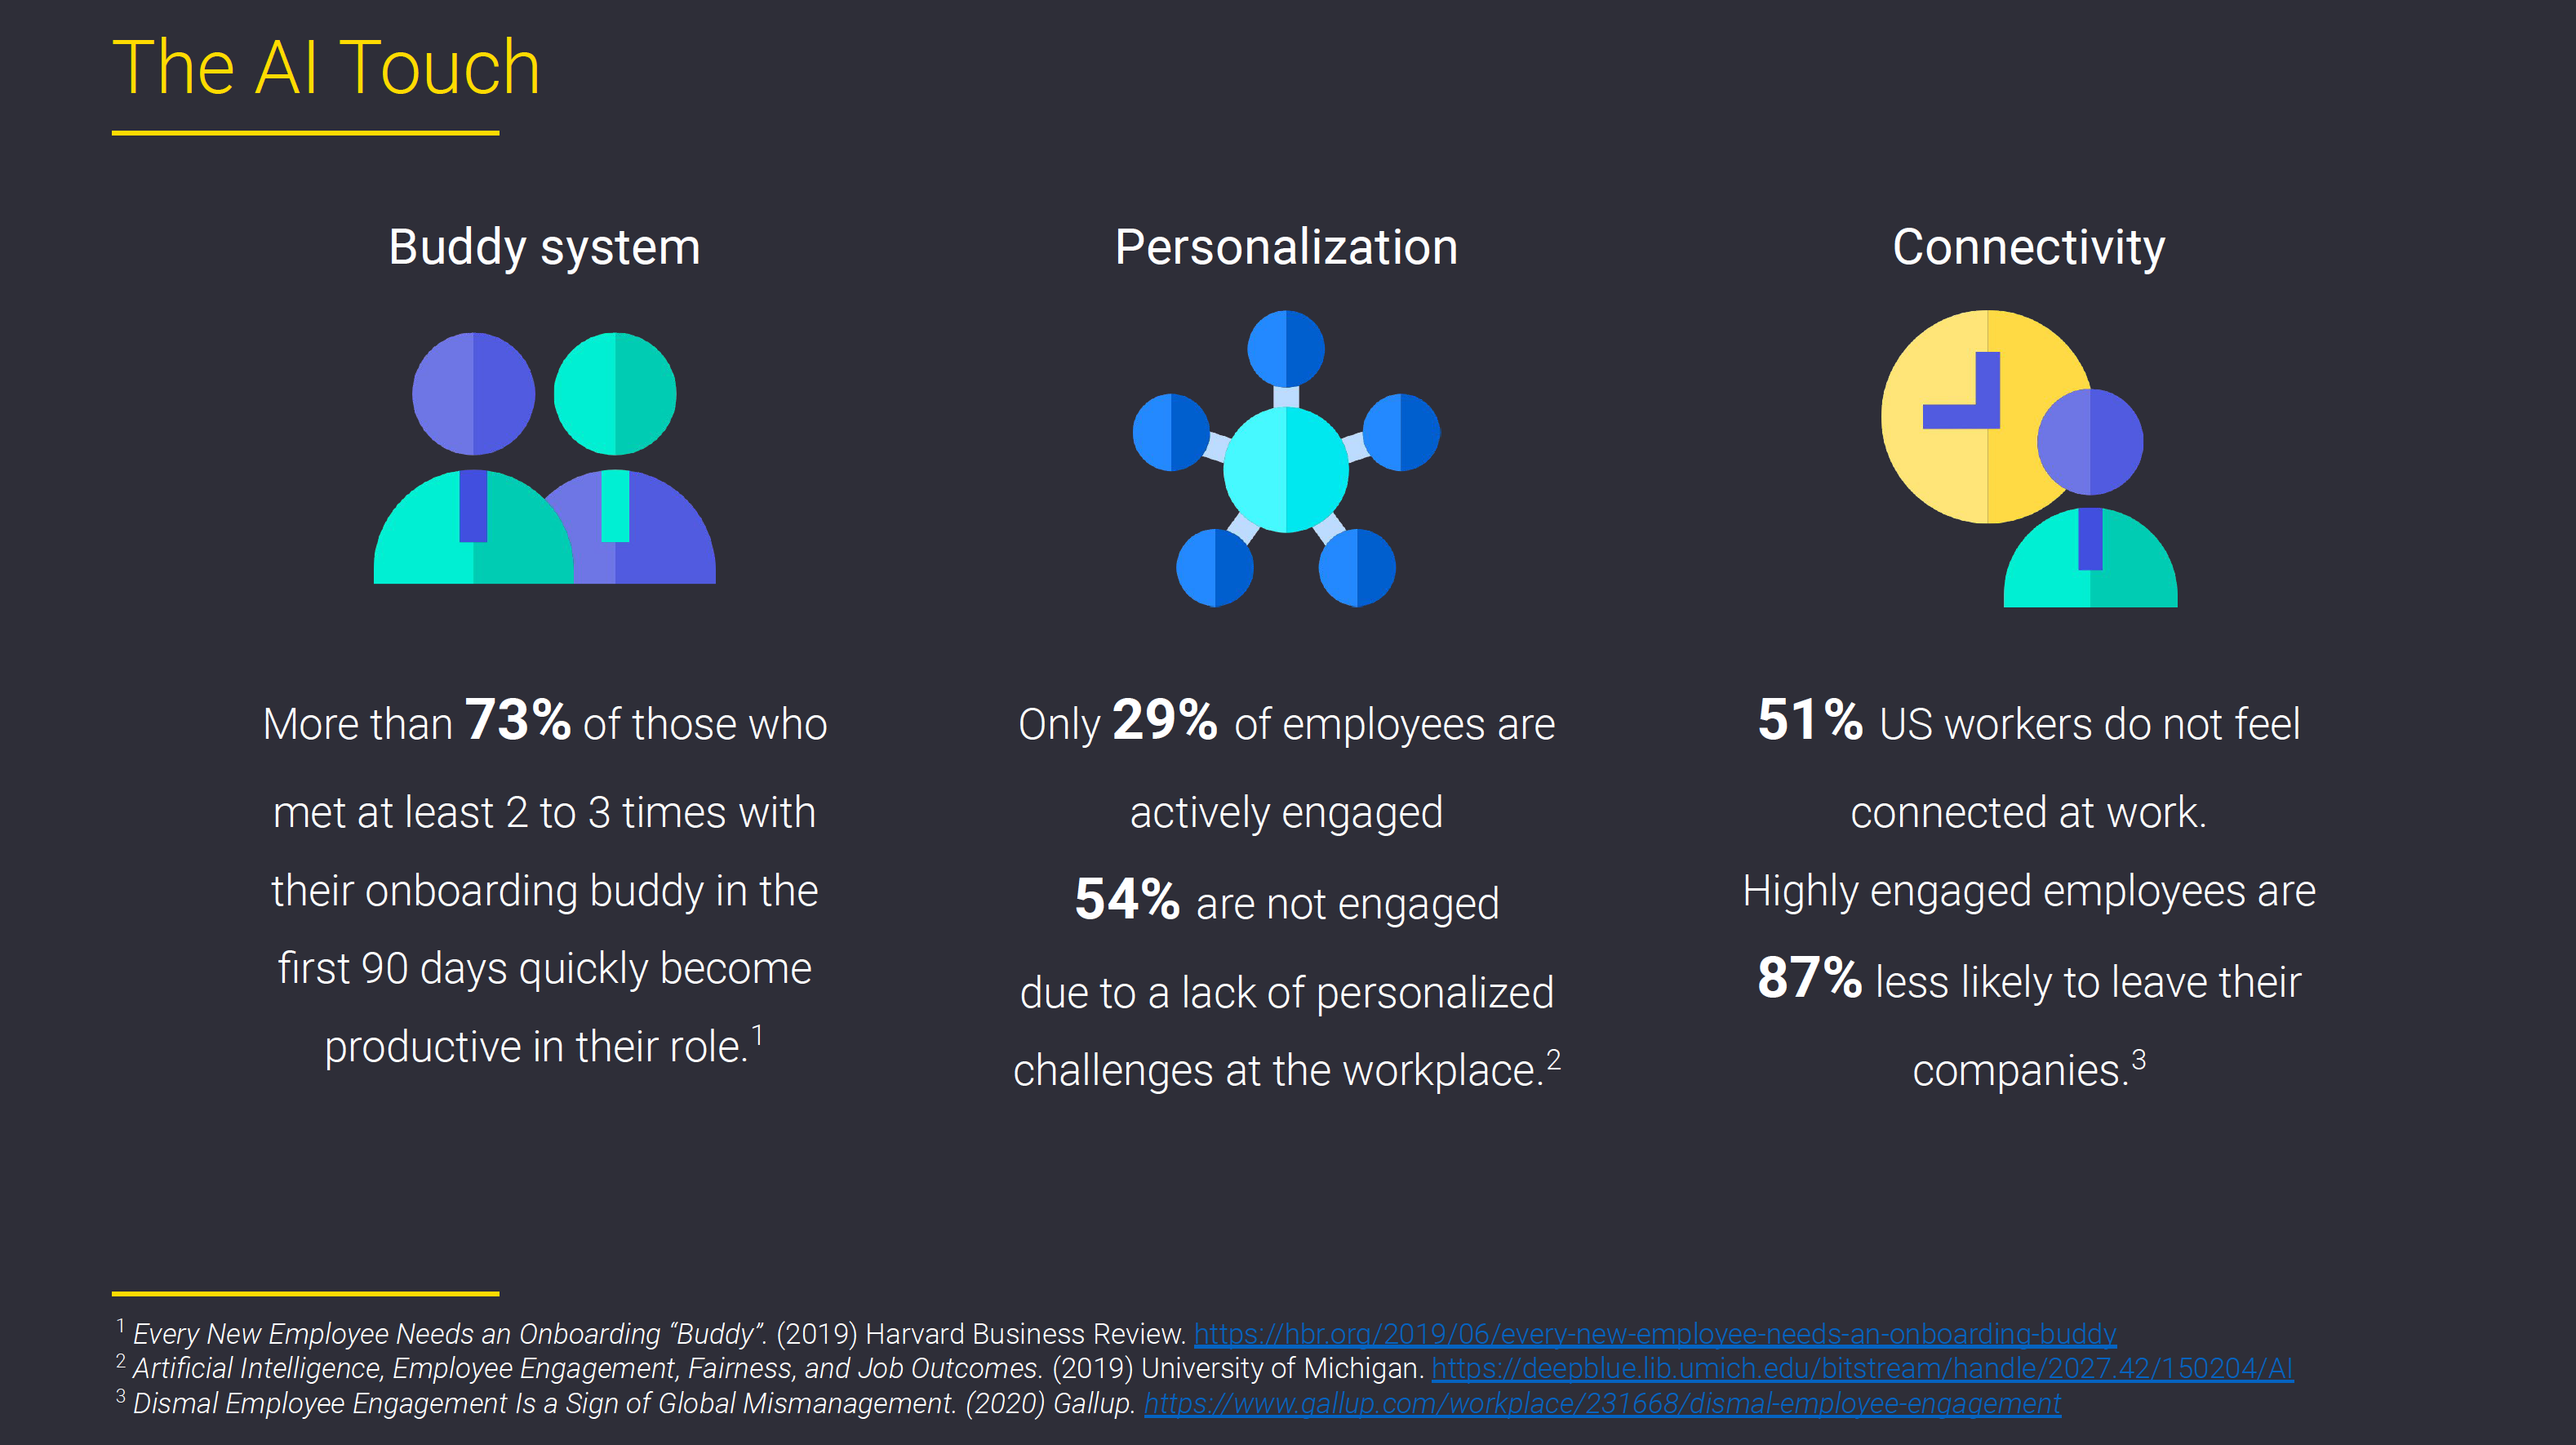 The AI Touch
Buddy system
More than 73% of those who
met at least 2 to 3 times with
their onboarding buddy in the
first 90 days quickly become
productive in their role.1
Personalization
Only 29% of employees are
actively engaged
54% are not engaged
due to a lack of personalized
challenges at the workplace.2
Connectivity
51% US workers do not feel
connected at work.
Highly engaged employees are
87% less likely to leave their
companies.3
1 Every New Employee Needs an Onboarding “Buddy”. (2019) Harvard Business Review. https://hbr.org/2019/06/every-new-employee-needs-an-onboarding-buddy
2 Artificial Intelligence, Employee Engagement, Fairness, and Job Outcomes. (2019) University of Michigan. https://deepblue.lib.umich.edu/bitstream/handle/2027.42/150204/AI
3 Dismal Employee Engagement Is a Sign of Global Mismanagement. (2020) Gallup. https://www.gallup.com/workplace/231668/dismal-employee-engagement